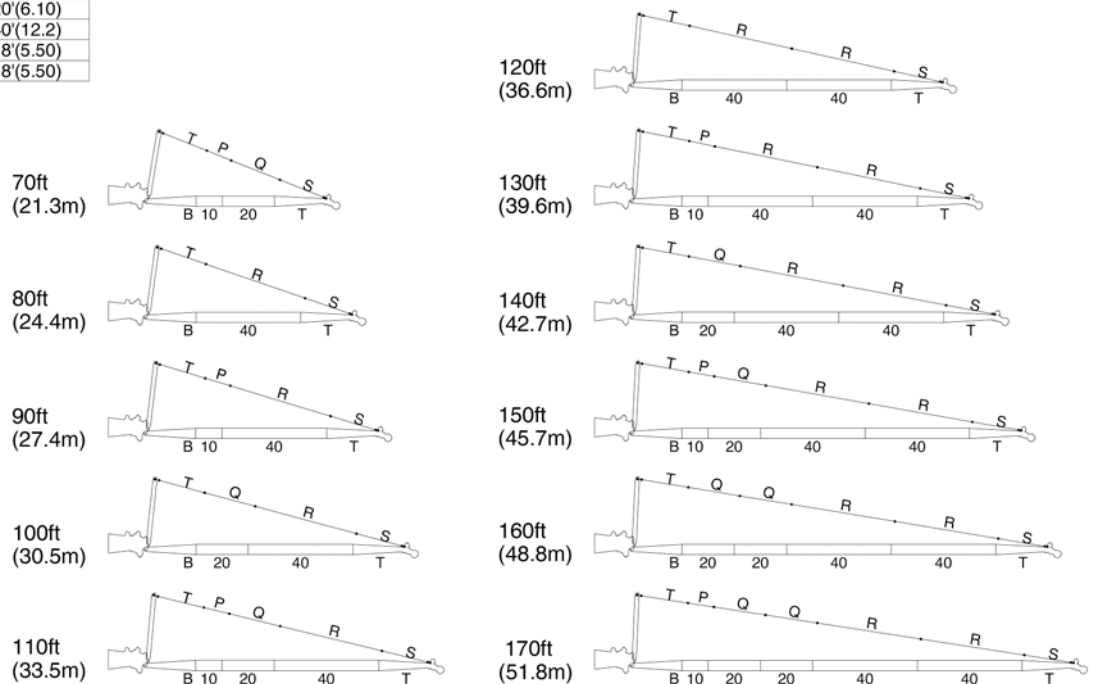 0'(6.10)
0'(12.2)
8'(5.50)
8'(5.50)
T P Q S
70ft
(21.3m)
B 10 20 T
T R S
80ft
(24.4m)
B 40 T
T P R S
90ft
(27.4m)
B 10 40 T
T Q R S
100ft
(30.5m)
B 20 40 T
T P Q R S
110ft
(33.5m)
B 10 20 40 T
T R R S
120ft
(36.6m)
B 40 40 T
T P R R S
130ft
(39.6m)
B 10 40 40 T
T Q R R S
140ft
(42.7m)
B 20 40 40 T
T P Q R R S
150ft
(45.7m)
B 10 20 40 40 T
T Q Q R R S
160ft
(48.8m)
B 20 20 40 40 T
T P Q Q R R S
170ft
(51.8m)
B 10 20 20 40 40 T